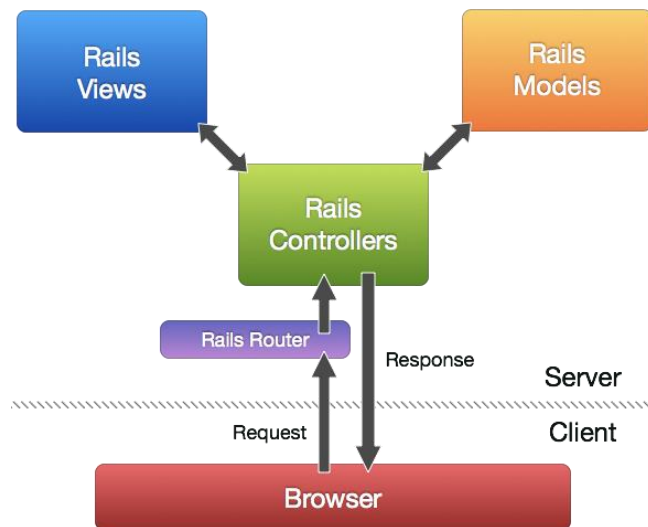 Rails
Views
Rails
Models
Rails
Controllers
Rails Router
Response
Server
Request
Client
Browser